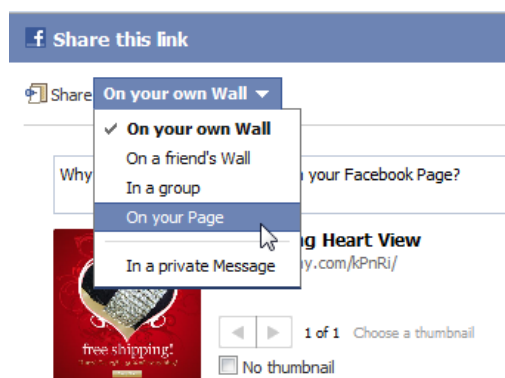 f Share this link
Share On your own Wall
On your own Wall
On a friend's Wall
In a group
On your Page
In a private Message
Why your Facebook Page?
g Heart View
y.com/kPnRi/
1 of 1 Choose a thumbnail
No thumbnail
free shipping!